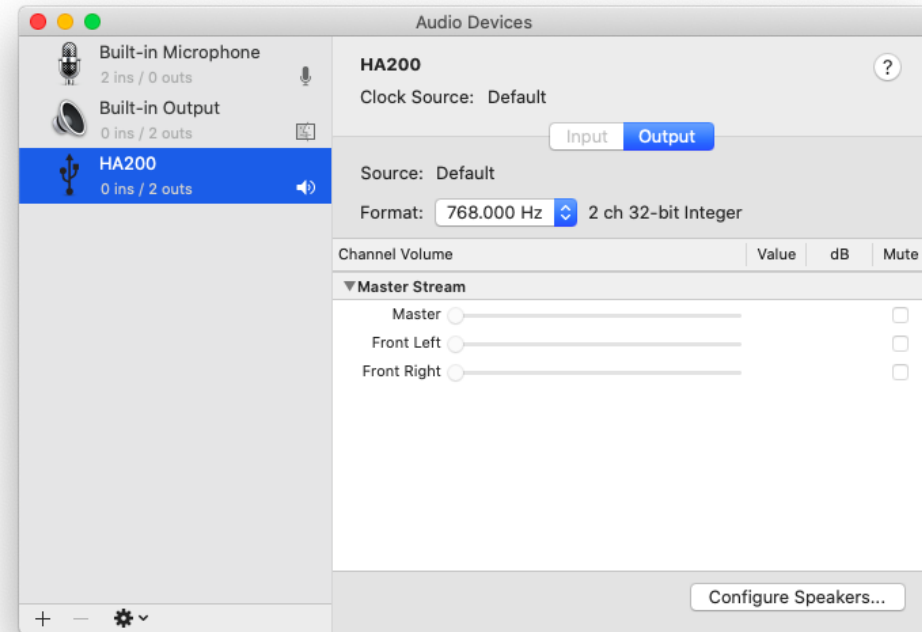 Audio Devices
Built-in Microphone
2 ins / 0 outs
Built-in Output
0 ins / 2 outs
HA200
0 ins / 2 outs
HA200
?
Clock Source: Default
Input Output
Source: Default
Format: 768.000 Hz 2 ch 32-bit Integer
Channel Volume Value dB Mute
Master Stream
Master
Front Left
Front Right
Configure Speakers...